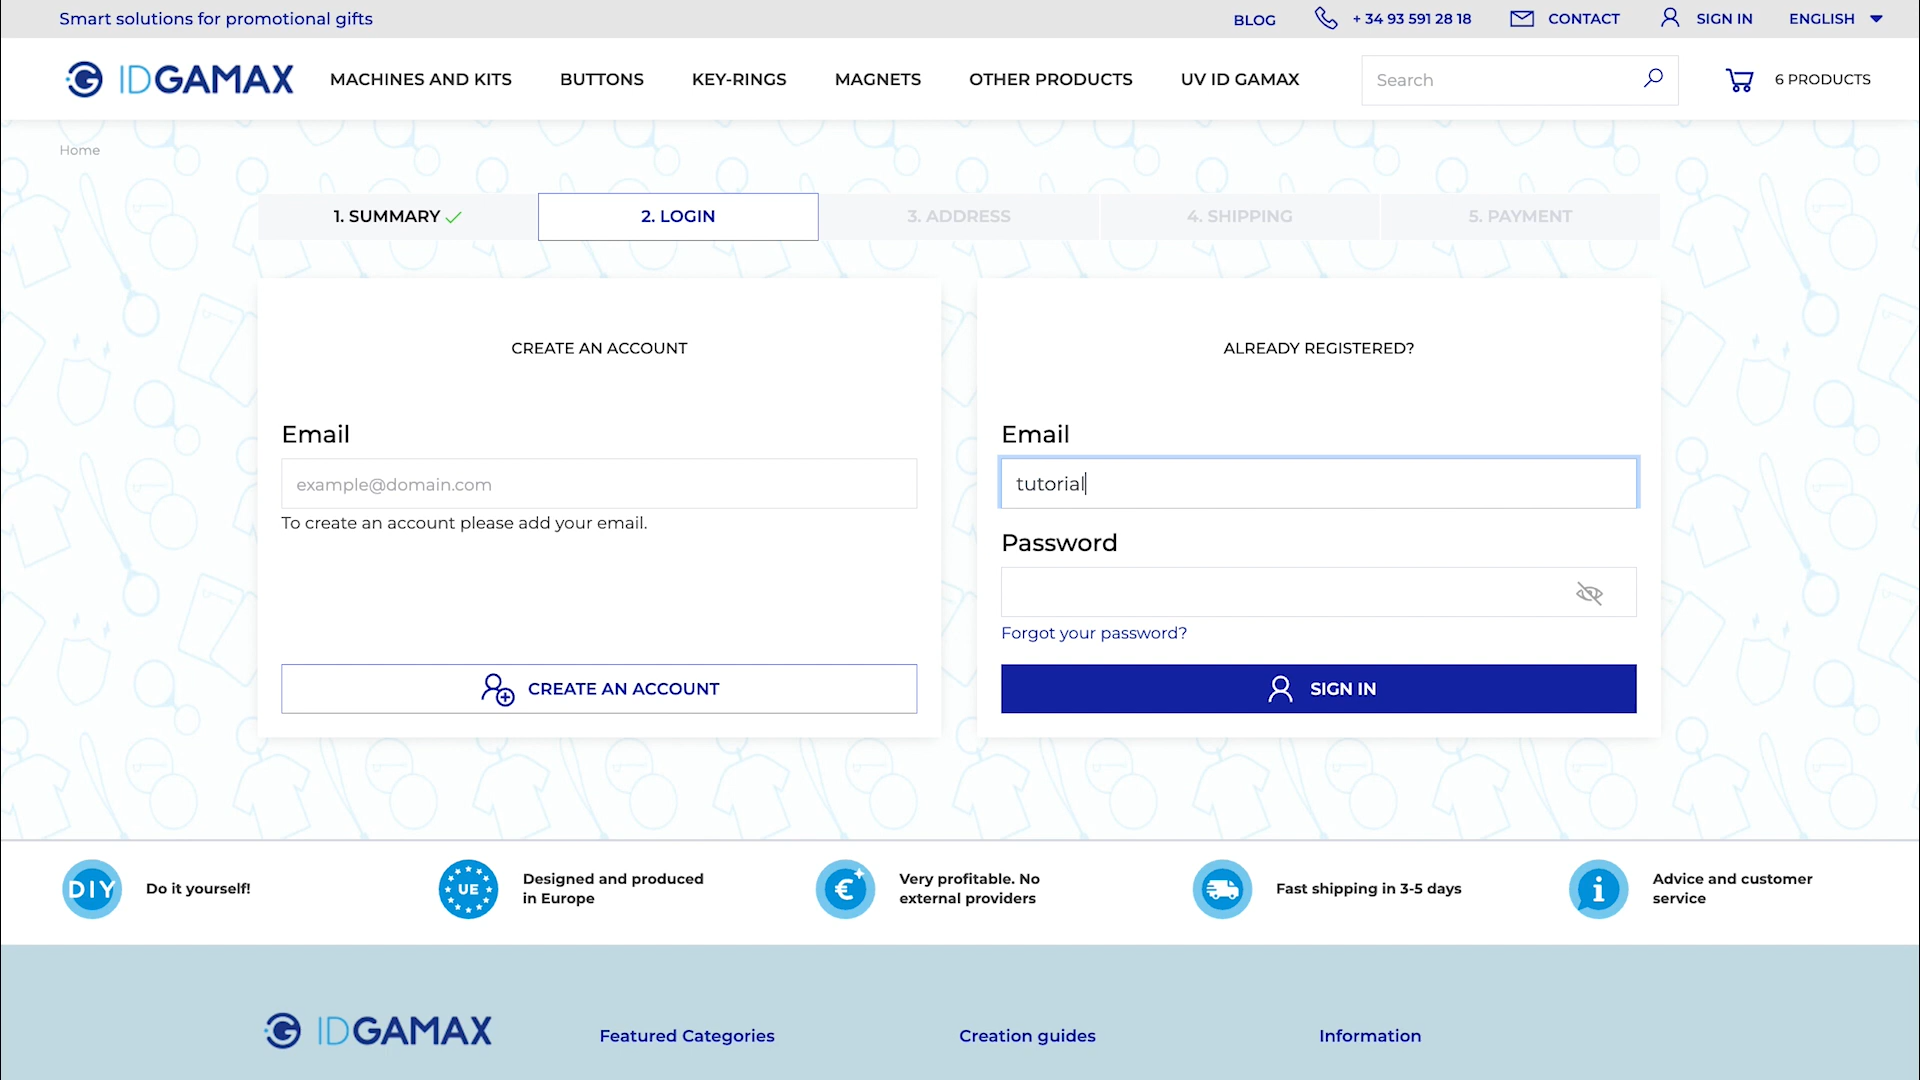 Smart solutions for promotional gifts
BLOG
+ 34 93 591 28 18
CONTACT
SIGN IN
ENGLISH
IDGAMAX
MACHINES AND KITS
BUTTONS
KEY-RINGS
MAGNETS
OTHER PRODUCTS
UV ID GAMAX
Search
6 PRODUCTS
Home
1. SUMMARY
2. LOGIN
3. ADDRESS
4. SHIPPING
5. PAYMENT
CREATE AN ACCOUNT
Email
example@domain.com
To create an account please add your email.
CREATE AN ACCOUNT
ALREADY REGISTERED?
Email
tutorial
Password
Forgot your password?
SIGN IN
DIY
Do it yourself!
UE
Designed and produced
in Europe
€
Very profitable. No
external providers
Fast shipping in 3-5 days
i
Advice and customer
service
IDGAMAX
Featured Categories
Creation guides
Information